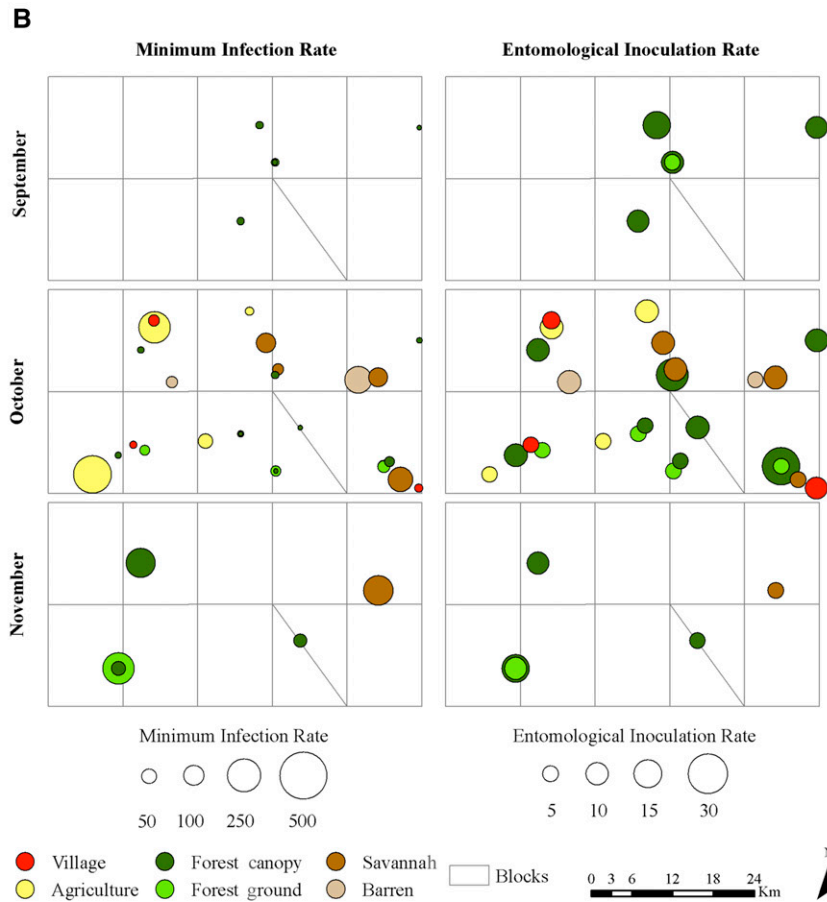 B
Minimum Infection Rate
Entomological Inoculation Rate
September
October
November
Minimum Infection Rate
50 100 250 500
Entomological Inoculation Rate
5 10 15 30
Village
Forest canopy
Savannah
Agriculture
Forest ground
Barren
Blocks
0 3 6 12 18 24
Km